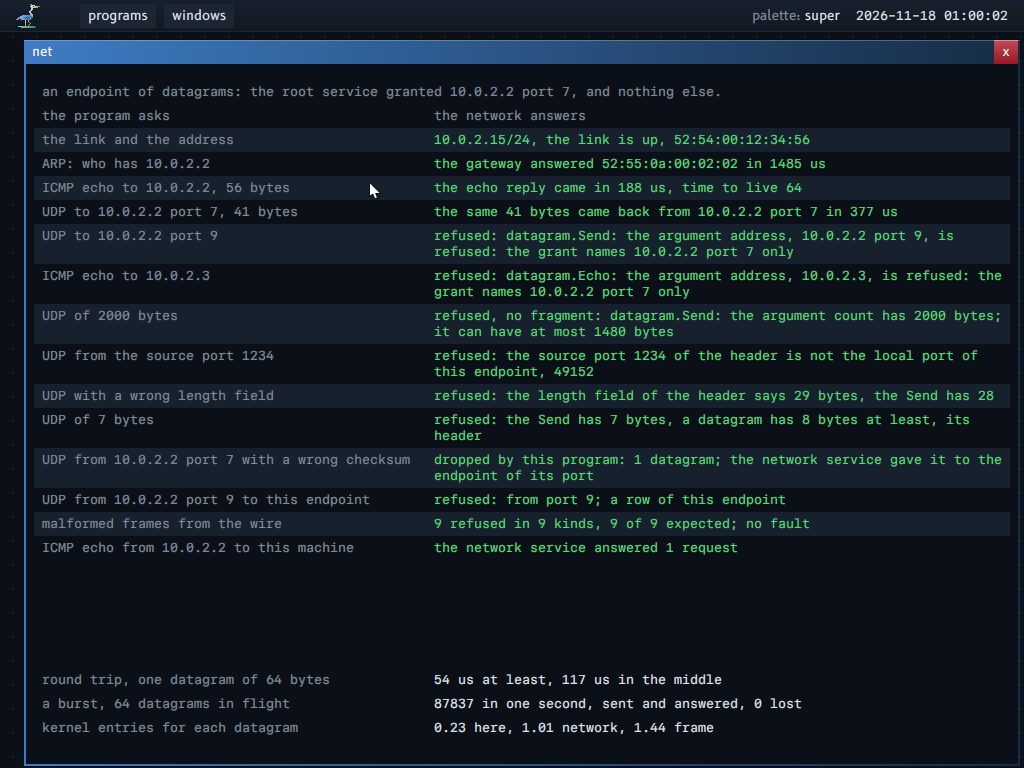 programs windows palette: super 2026-11-18 01:00:02
net x
an endpoint of datagrams: the root service granted 10.0.2.2 port 7, and nothing else.
the program asks the network answers
the link and the address 10.0.2.15/24, the link is up, 52:54:00:12:34:56
ARP: who has 10.0.2.2 the gateway answered 52:55:0a:00:02:02 in 1485 us
ICMP echo to 10.0.2.2, 56 bytes the echo reply came in 188 us, time to live 64
UDP to 10.0.2.2 port 7, 41 bytes the same 41 bytes came back from 10.0.2.2 port 7 in 377 us
UDP to 10.0.2.2 port 9 refused: datagram.Send: the argument address, 10.0.2.2 port 9, is
refused: the grant names 10.0.2.2 port 7 only
ICMP echo to 10.0.2.3 refused: datagram.Echo: the argument address, 10.0.2.3, is refused: the
grant names 10.0.2.2 port 7 only
UDP of 2000 bytes refused, no fragment: datagram.Send: the argument count has 2000 bytes;
it can have at most 1480 bytes
UDP from the source port 1234 refused: the source port 1234 of the header is not the local port of
this endpoint, 49152
UDP with a wrong length field refused: the length field of the header says 29 bytes, the Send has 28
UDP of 7 bytes refused: the Send has 7 bytes, a datagram has 8 bytes at least, its
header
UDP from 10.0.2.2 port 7 with a wrong checksum dropped by this program: 1 datagram; the network service gave it to the
endpoint of its port
UDP from 10.0.2.2 port 9 to this endpoint refused: from port 9; a row of this endpoint
malformed frames from the wire 9 refused in 9 kinds, 9 of 9 expected; no fault
ICMP echo from 10.0.2.2 to this machine the network service answered 1 request
round trip, one datagram of 64 bytes 54 us at least, 117 us in the middle
a burst, 64 datagrams in flight 87837 in one second, sent and answered, 0 lost
kernel entries for each datagram 0.23 here, 1.01 network, 1.44 frame